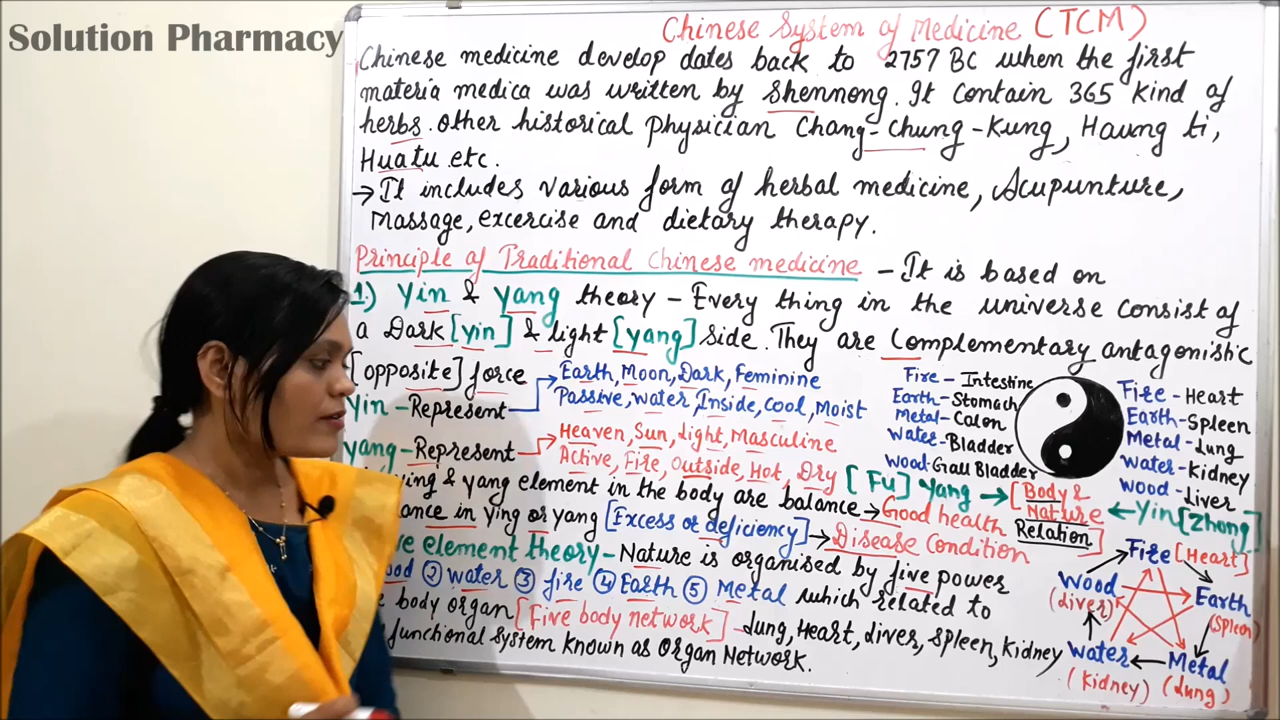 Solution Pharmacy
Chinese System of Medicine (TCM)
Chinese medicine develop dates back to 2757 BC when the first
materia medica was written by Shennong. It contain 365 kind of
herbs. other historical physician Chang-chung-Kung, Haung ti,
Huatu etc.
→ It includes various form of herbal medicine, Acupunture,
Massage, excercise and dietary therapy.
Principle of Traditional Chinese medicine – It is based on
1.) Yin & Yang theory – Every thing in the universe consist of
a Dark [yin] & light [yang] side. They are complementary antagonistic
[opposite] force
Yin – Represent
Earth, Moon, Dark, Feminine
Passive, water, Inside, cool, Moist
yang – Represent
Heaven, Sun, light, Masculine
Active, Fire, Outside, Hot, Dry
Fire – Intestine
Earth – Stomach
Metal – Colon
Water – Bladder
Wood – Gall Bladder
[Fu] Yang → [Body & Nature Relation] ← Yin [Zhang]
Fire – Heart
Earth – Spleen
Metal – Lung
Water – Kidney
Wood – Liver
ying & yang element in the body are balance → Good health
ance in ying or yang [Excess or deficiency] → Disease Condition
ve element theory – Nature is organised by five power
ood ② water ③ fire ④ Earth ⑤ Metal which related to
body organ [Five body network] – Lung, Heart, Liver, Spleen, Kidney
functional system known as Organ Network.
Fire [Heart]
Wood
(Liver)
Earth
(Spleen)
Water
(Kidney)
Metal
(Lung)